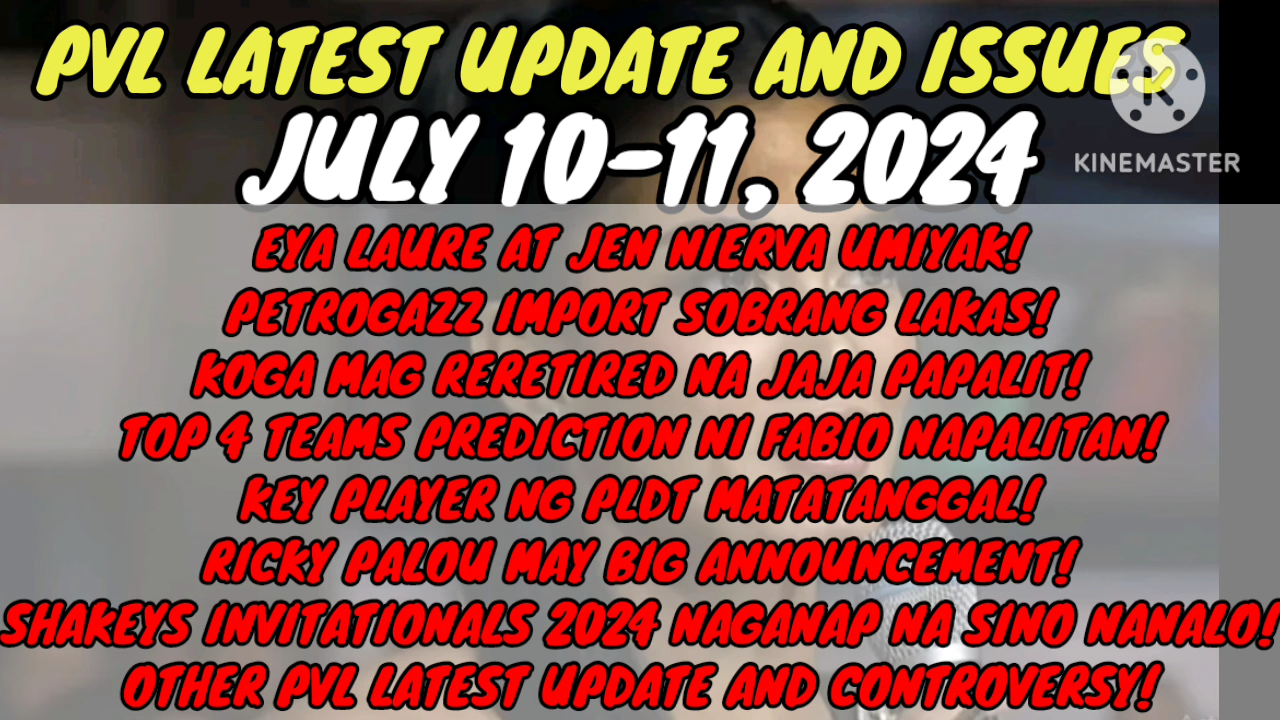 PVL LATEST UPDATE AND ISSUES
KINEMASTER
JULY 10-11, 2024
EYA LAURE AT JEN NIERVA UMIYAK!
PETROGAZZ IMPORT SOBRANG LAKAS!
KOGA MAG RERETIRED NA JAJA PAPALIT!
TOP 4 TEAMS PREDICTION NI FABIO NAPALITAN!
KEY PLAYER NG PLDT MATATANGGAL!
RICKY PALOU MAY BIG ANNOUNCEMENT!
SHAKEYS INVITATIONALS 2024 NAGANAP NA SINO NANALO!
OTHER PVL LATEST UPDATE AND CONTROVERSY!